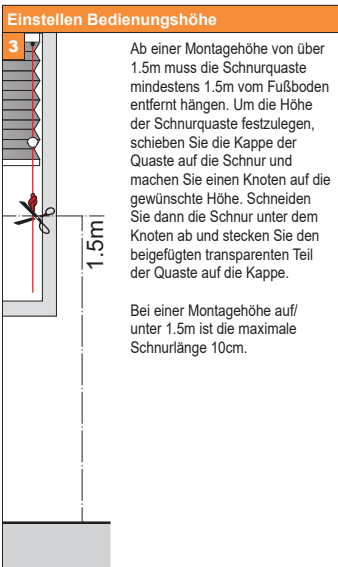 Einstellen Bedienungshöhe
3
Ab einer Montagehöhe von über
1.5m muss die Schnurquaste
mindestens 1.5m vom Fußboden
entfernt hängen. Um die Höhe
der Schnurquaste festzulegen,
schieben Sie die Kappe der
Quaste auf die Schnur und
machen Sie einen Knoten auf die
gewünschte Höhe. Schneiden
Sie dann die Schnur unter dem
Knoten ab und stecken Sie den
beigefügten transparenten Teil
der Quaste auf die Kappe.
Bei einer Montagehöhe auf/
unter 1.5m ist die maximale
Schnurlänge 10cm.
1.5m